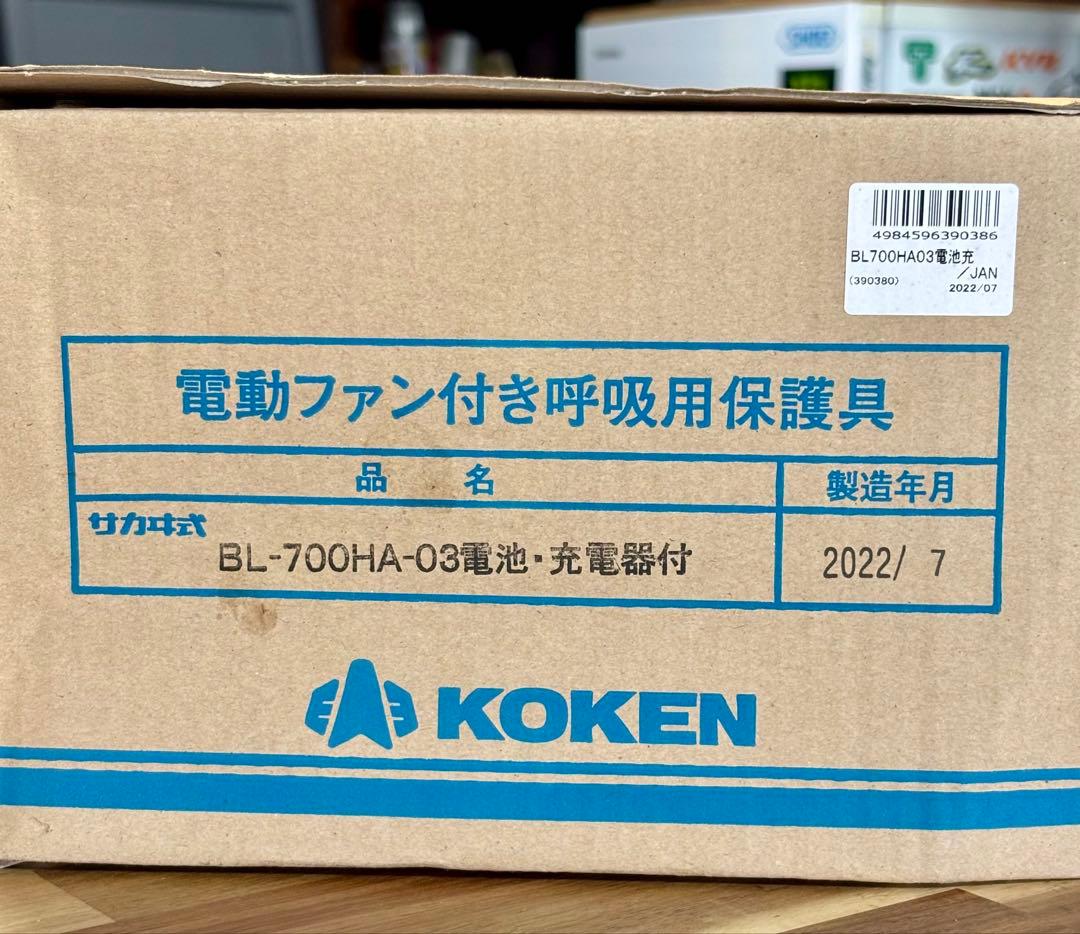 4984596390386
BL700HA03電池充
／JAN
(390380)
2022/07
電動ファン付き呼吸用保護具
品 名
製造年月
サカヰ式
BL-700HA-03電池・充電器付
2022/ 7
KOKEN